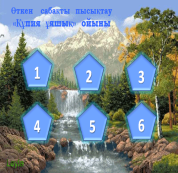 Өткен сабақты пысықтау
«Құпия ұяшық» ойыны
1 2 3
4 5 6